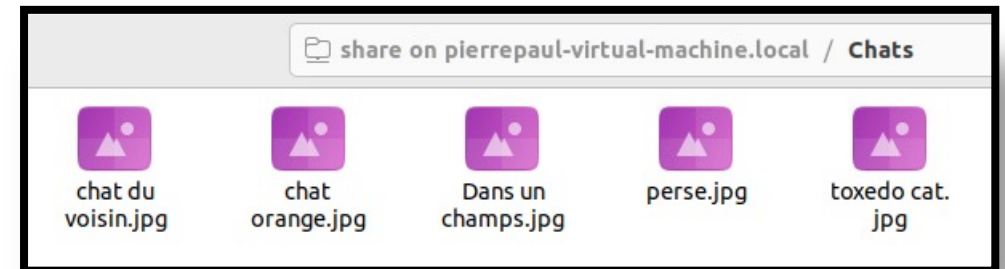 share on pierrepaul-virtual-machine.local / Chats
chat du
voisin.jpg
chat
orange.jpg
Dans un
champs.jpg
perse.jpg
toxedo cat.
jpg